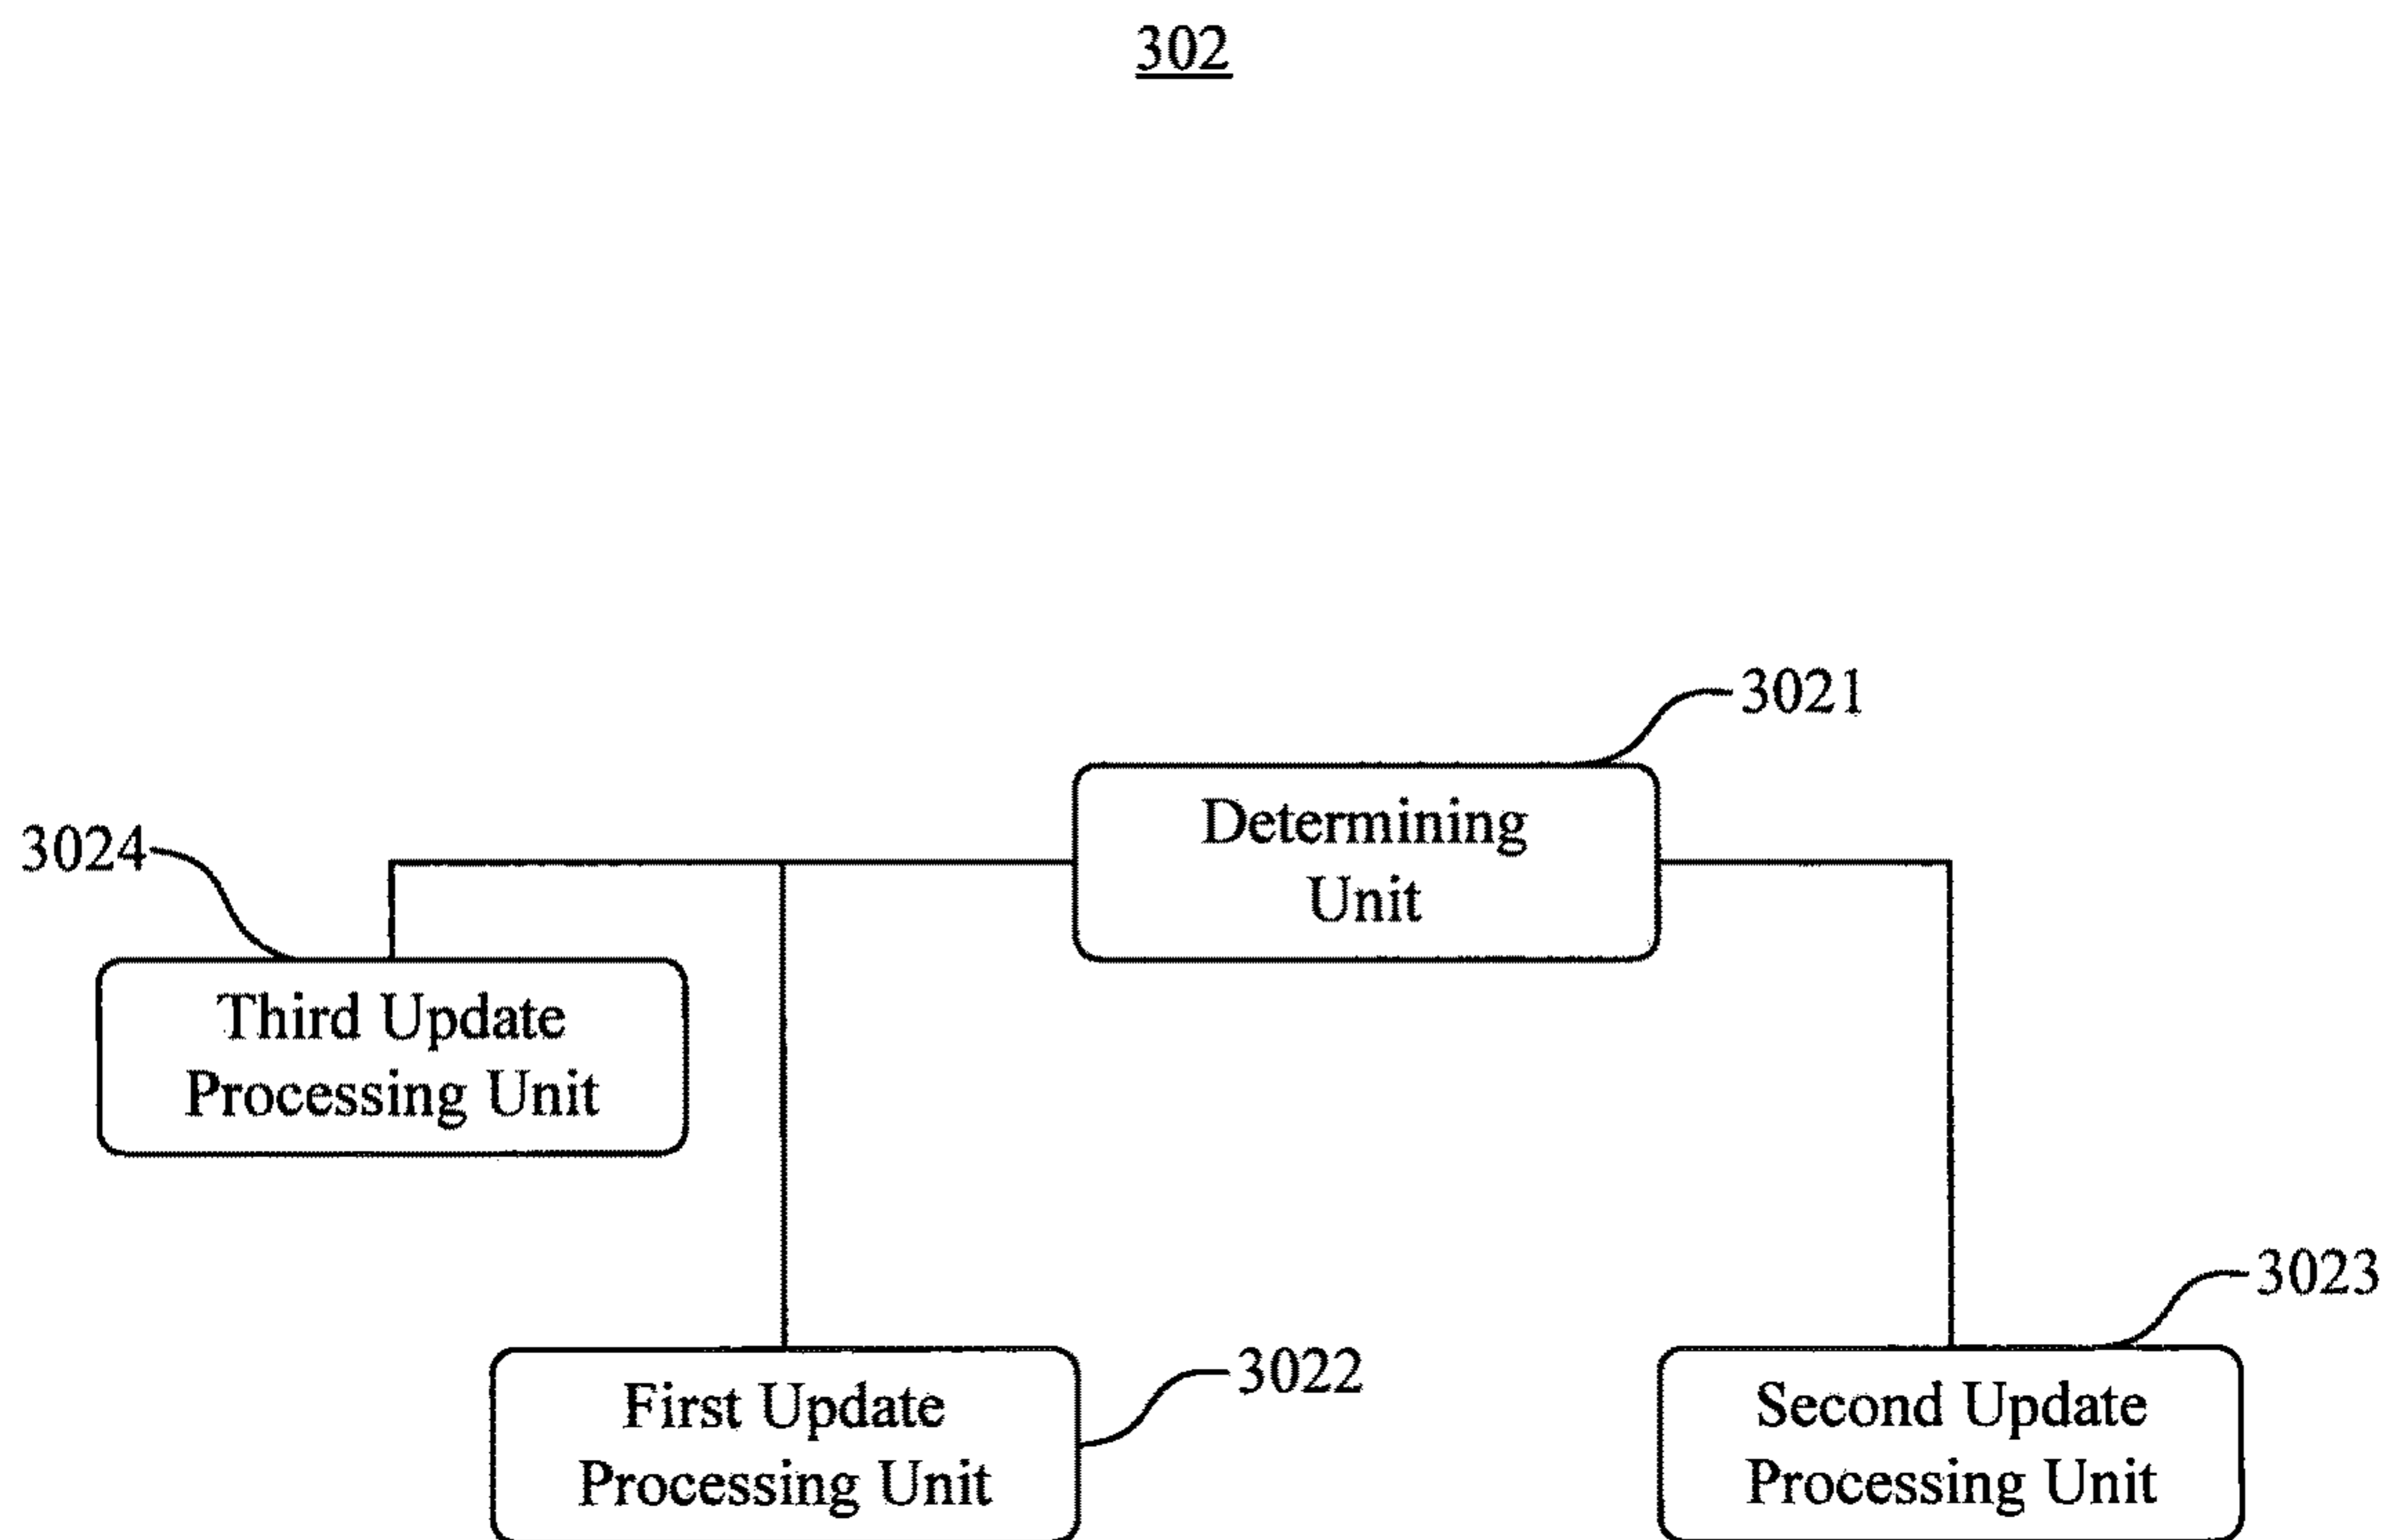 302
3021
Determining
Unit
3024
Third Update
Processing Unit
3023
3022
First Update
Processing Unit
Second Update
Processing Unit